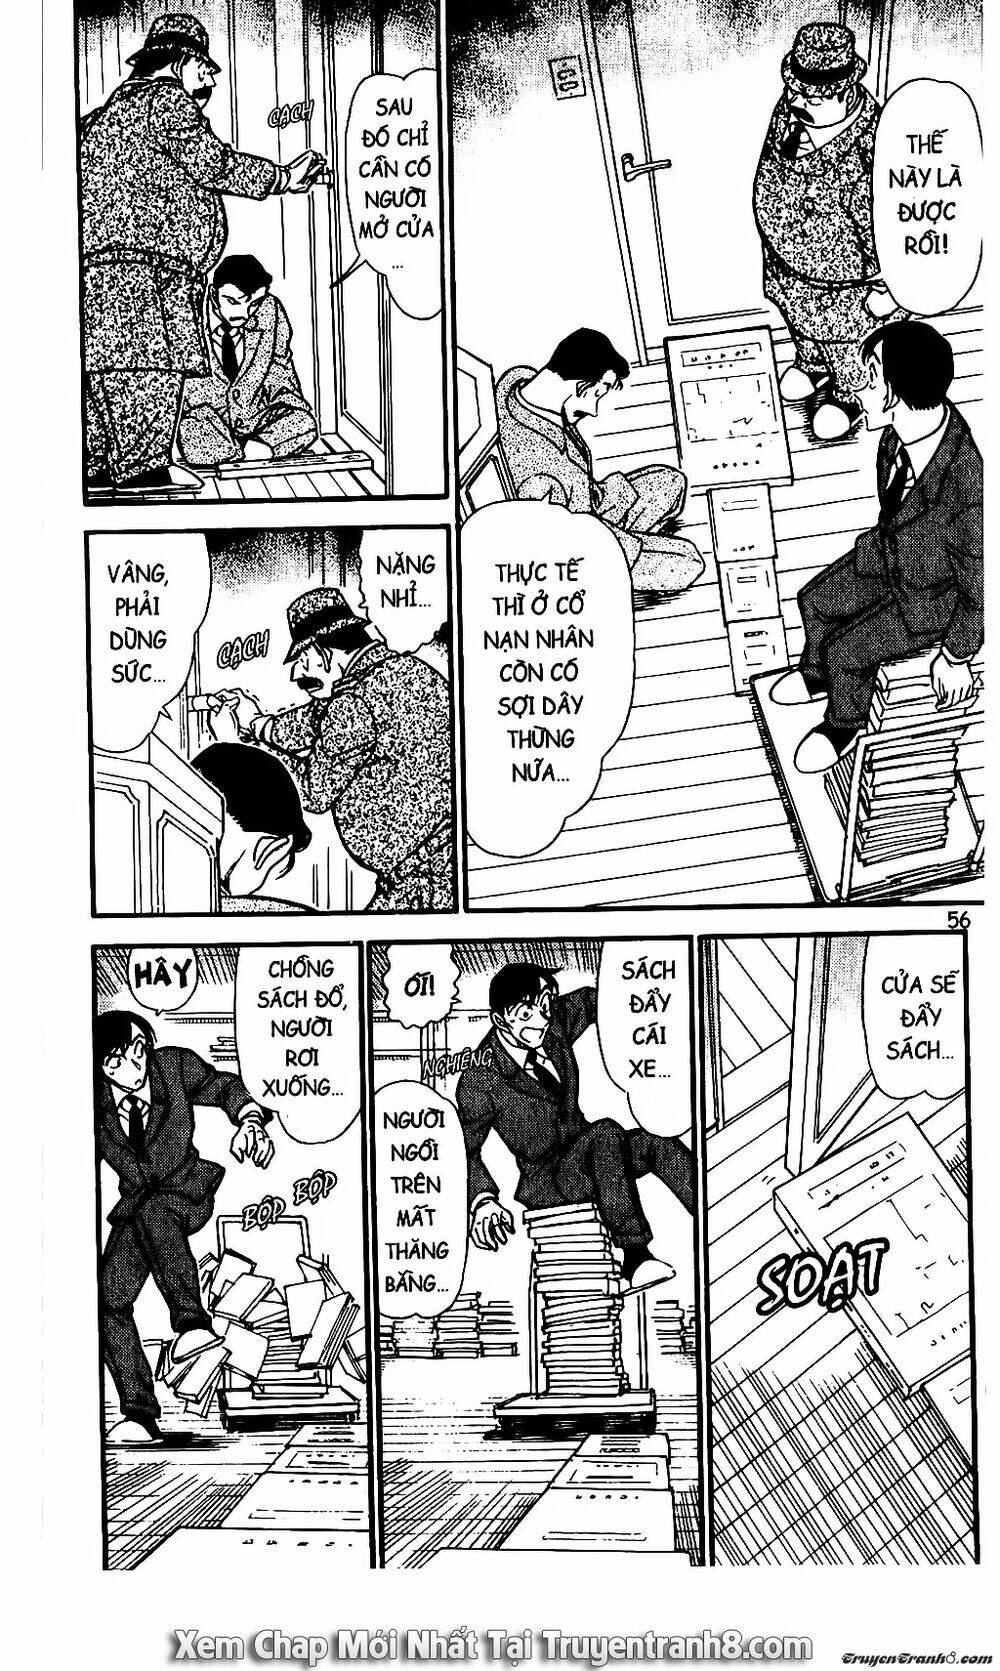 THẾ
NÀY LÀ
ĐƯỢC
RỒI!
THỰC TẾ
THÌ Ở CỔ
NẠN NHÂN
CÒN CÓ
SỢI DÂY
THỪNG
NỮA...
CẠCH
SAU
ĐÓ CHỈ
CẦN CÓ
NGƯỜI
MỞ CỬA
...
NẶNG
NHỈ...
CẠCH
VÂNG,
PHẢI
DÙNG
SỨC...
56
CỬA SẼ
ĐẨY
SÁCH...
SOẠT
SÁCH
ĐẨY
CÁI
XE...
ỐI!
NGHIÊNG
NGƯỜI
NGỒI
TRÊN
MẤT
THĂNG
BẰNG...
CHỒNG
SÁCH ĐỔ,
NGƯỜI
RƠI
XUỐNG...
HÂY
BỘP BỘP
Xem Chap Mới Nhất Tại Truyentranh8.com
TruyenTranh8.com